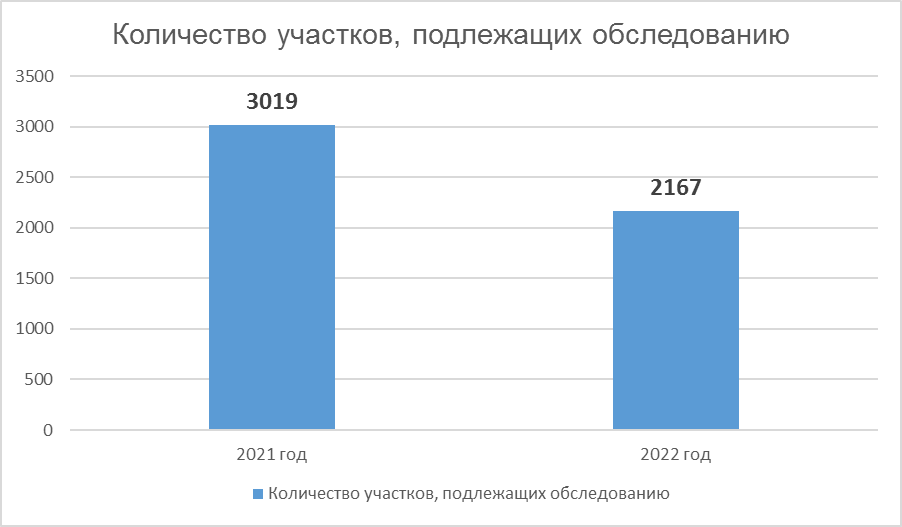 Количество участков, подлежащих обследованию
3500
3000
2500
2000
1500
1000
500
0
3019
2167
2021 год
2022 год
Количество участков, подлежащих обследованию